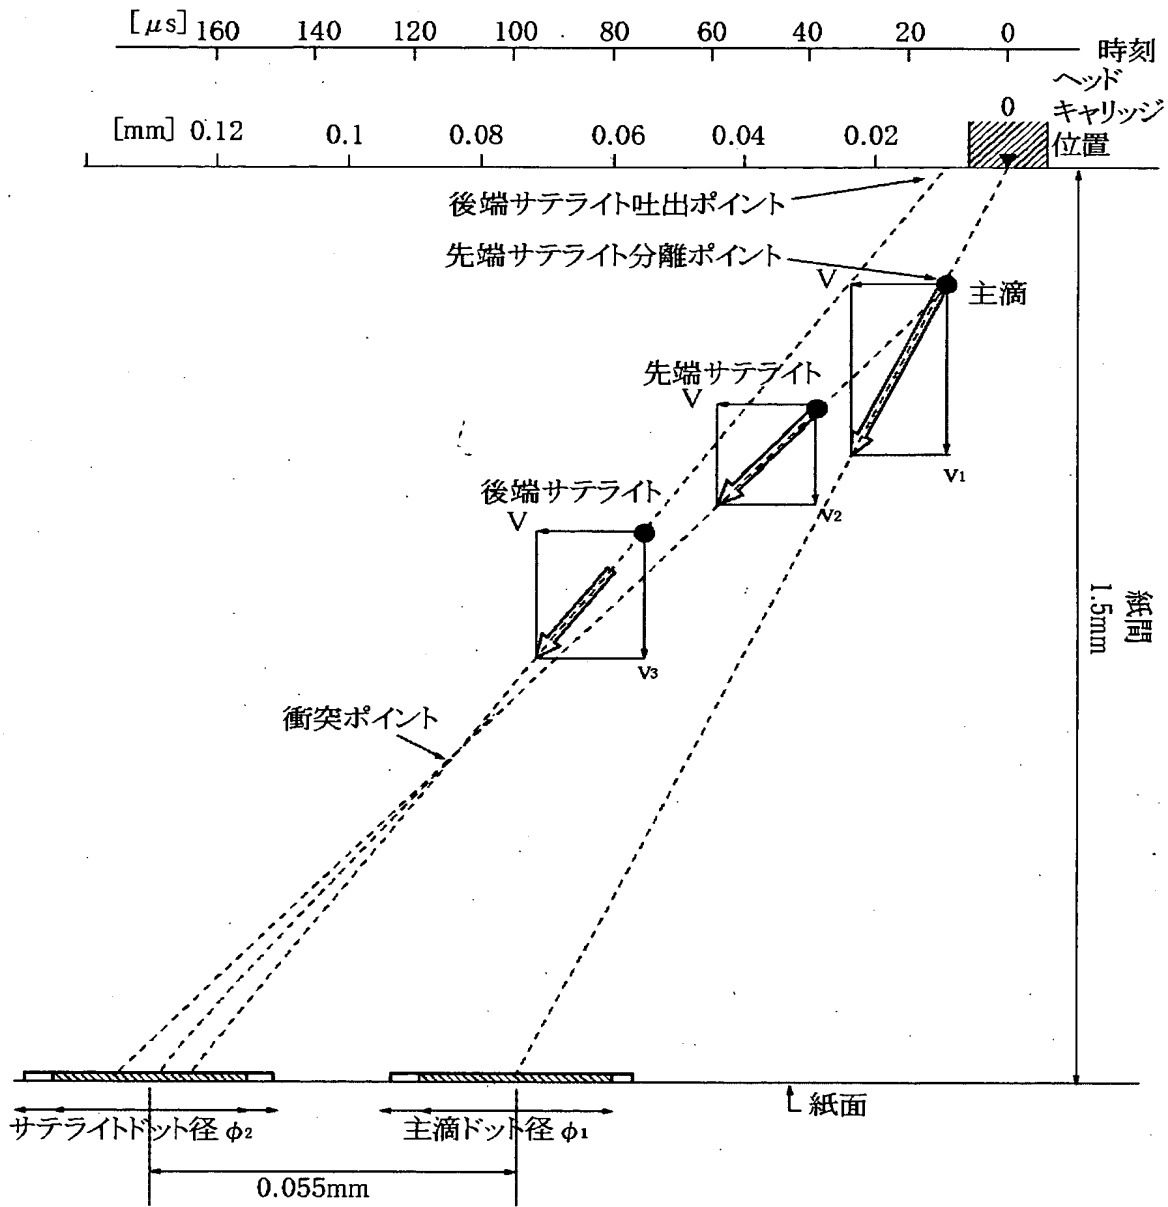 [μs] 160 140 120 100 80 60 40 20 0
時刻
ヘッド
キャリッジ
位置
0
[mm] 0.12 0.1 0.08 0.06 0.04 0.02
後端サテライト吐出ポイント
先端サテライト分離ポイント
V
主滴
先端サテライト
V
V1
後端サテライト
V
V2
紙間
1.5mm
V3
衝突ポイント
紙面
サテライトドット径 φ2
主滴ドット径 φ1
0.055mm